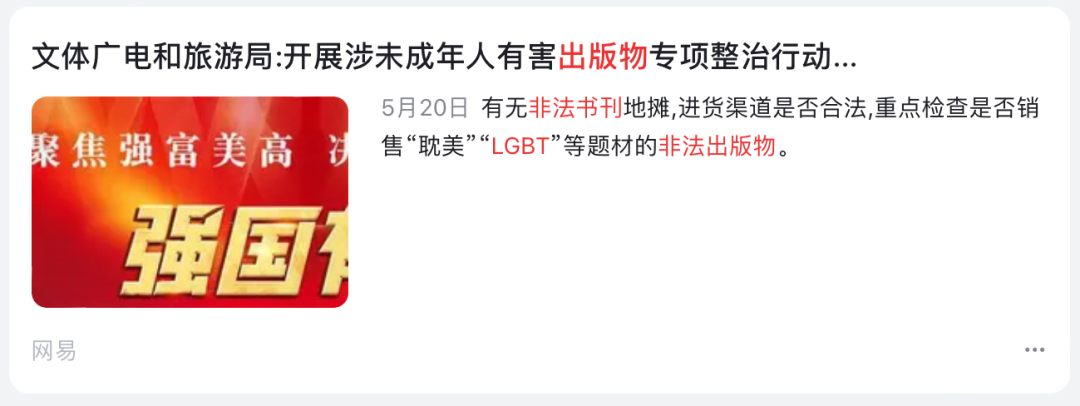 文体广电和旅游局:开展涉未成年人有害出版物专项整治行动...
聚焦强富美高 决
强国
5月20日 有无非法书刊地摊,进货渠道是否合法,重点检查是否销
售“耽美”“LGBT”等题材的非法出版物。
网易